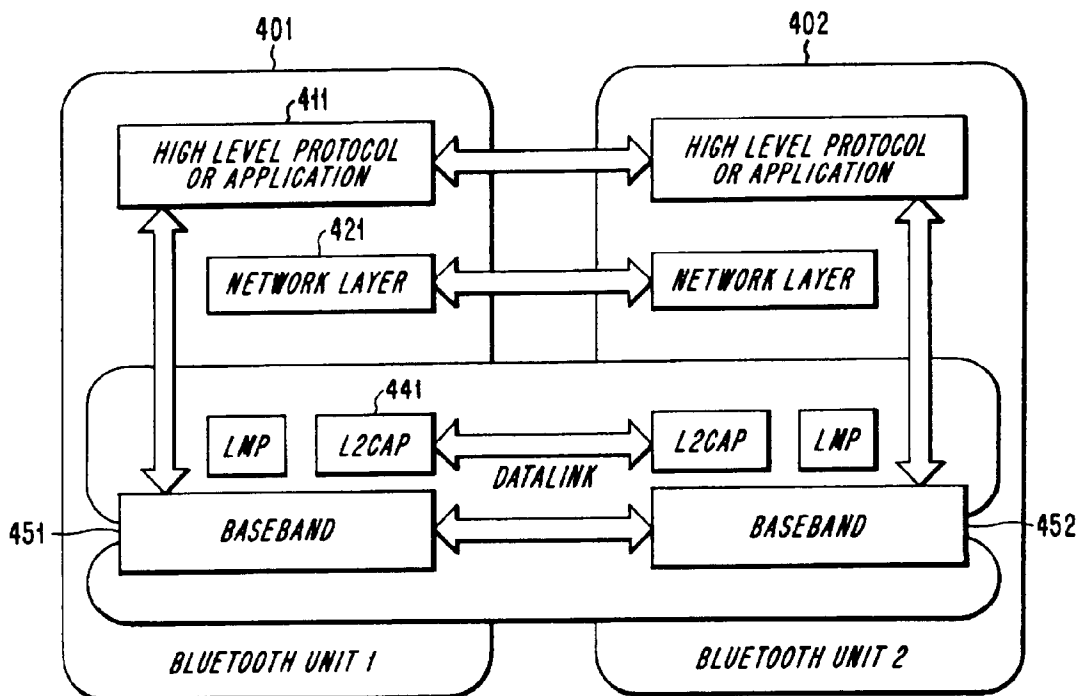 401
402
411
HIGH LEVEL PROTOCOL
OR APPLICATION
HIGH LEVEL PROTOCOL
OR APPLICATION
421
NETWORK LAYER
NETWORK LAYER
441
LMP
L2CAP
L2CAP
LMP
DATALINK
451
BASEBAND
BASEBAND
452
BLUETOOTH UNIT 1
BLUETOOTH UNIT 2